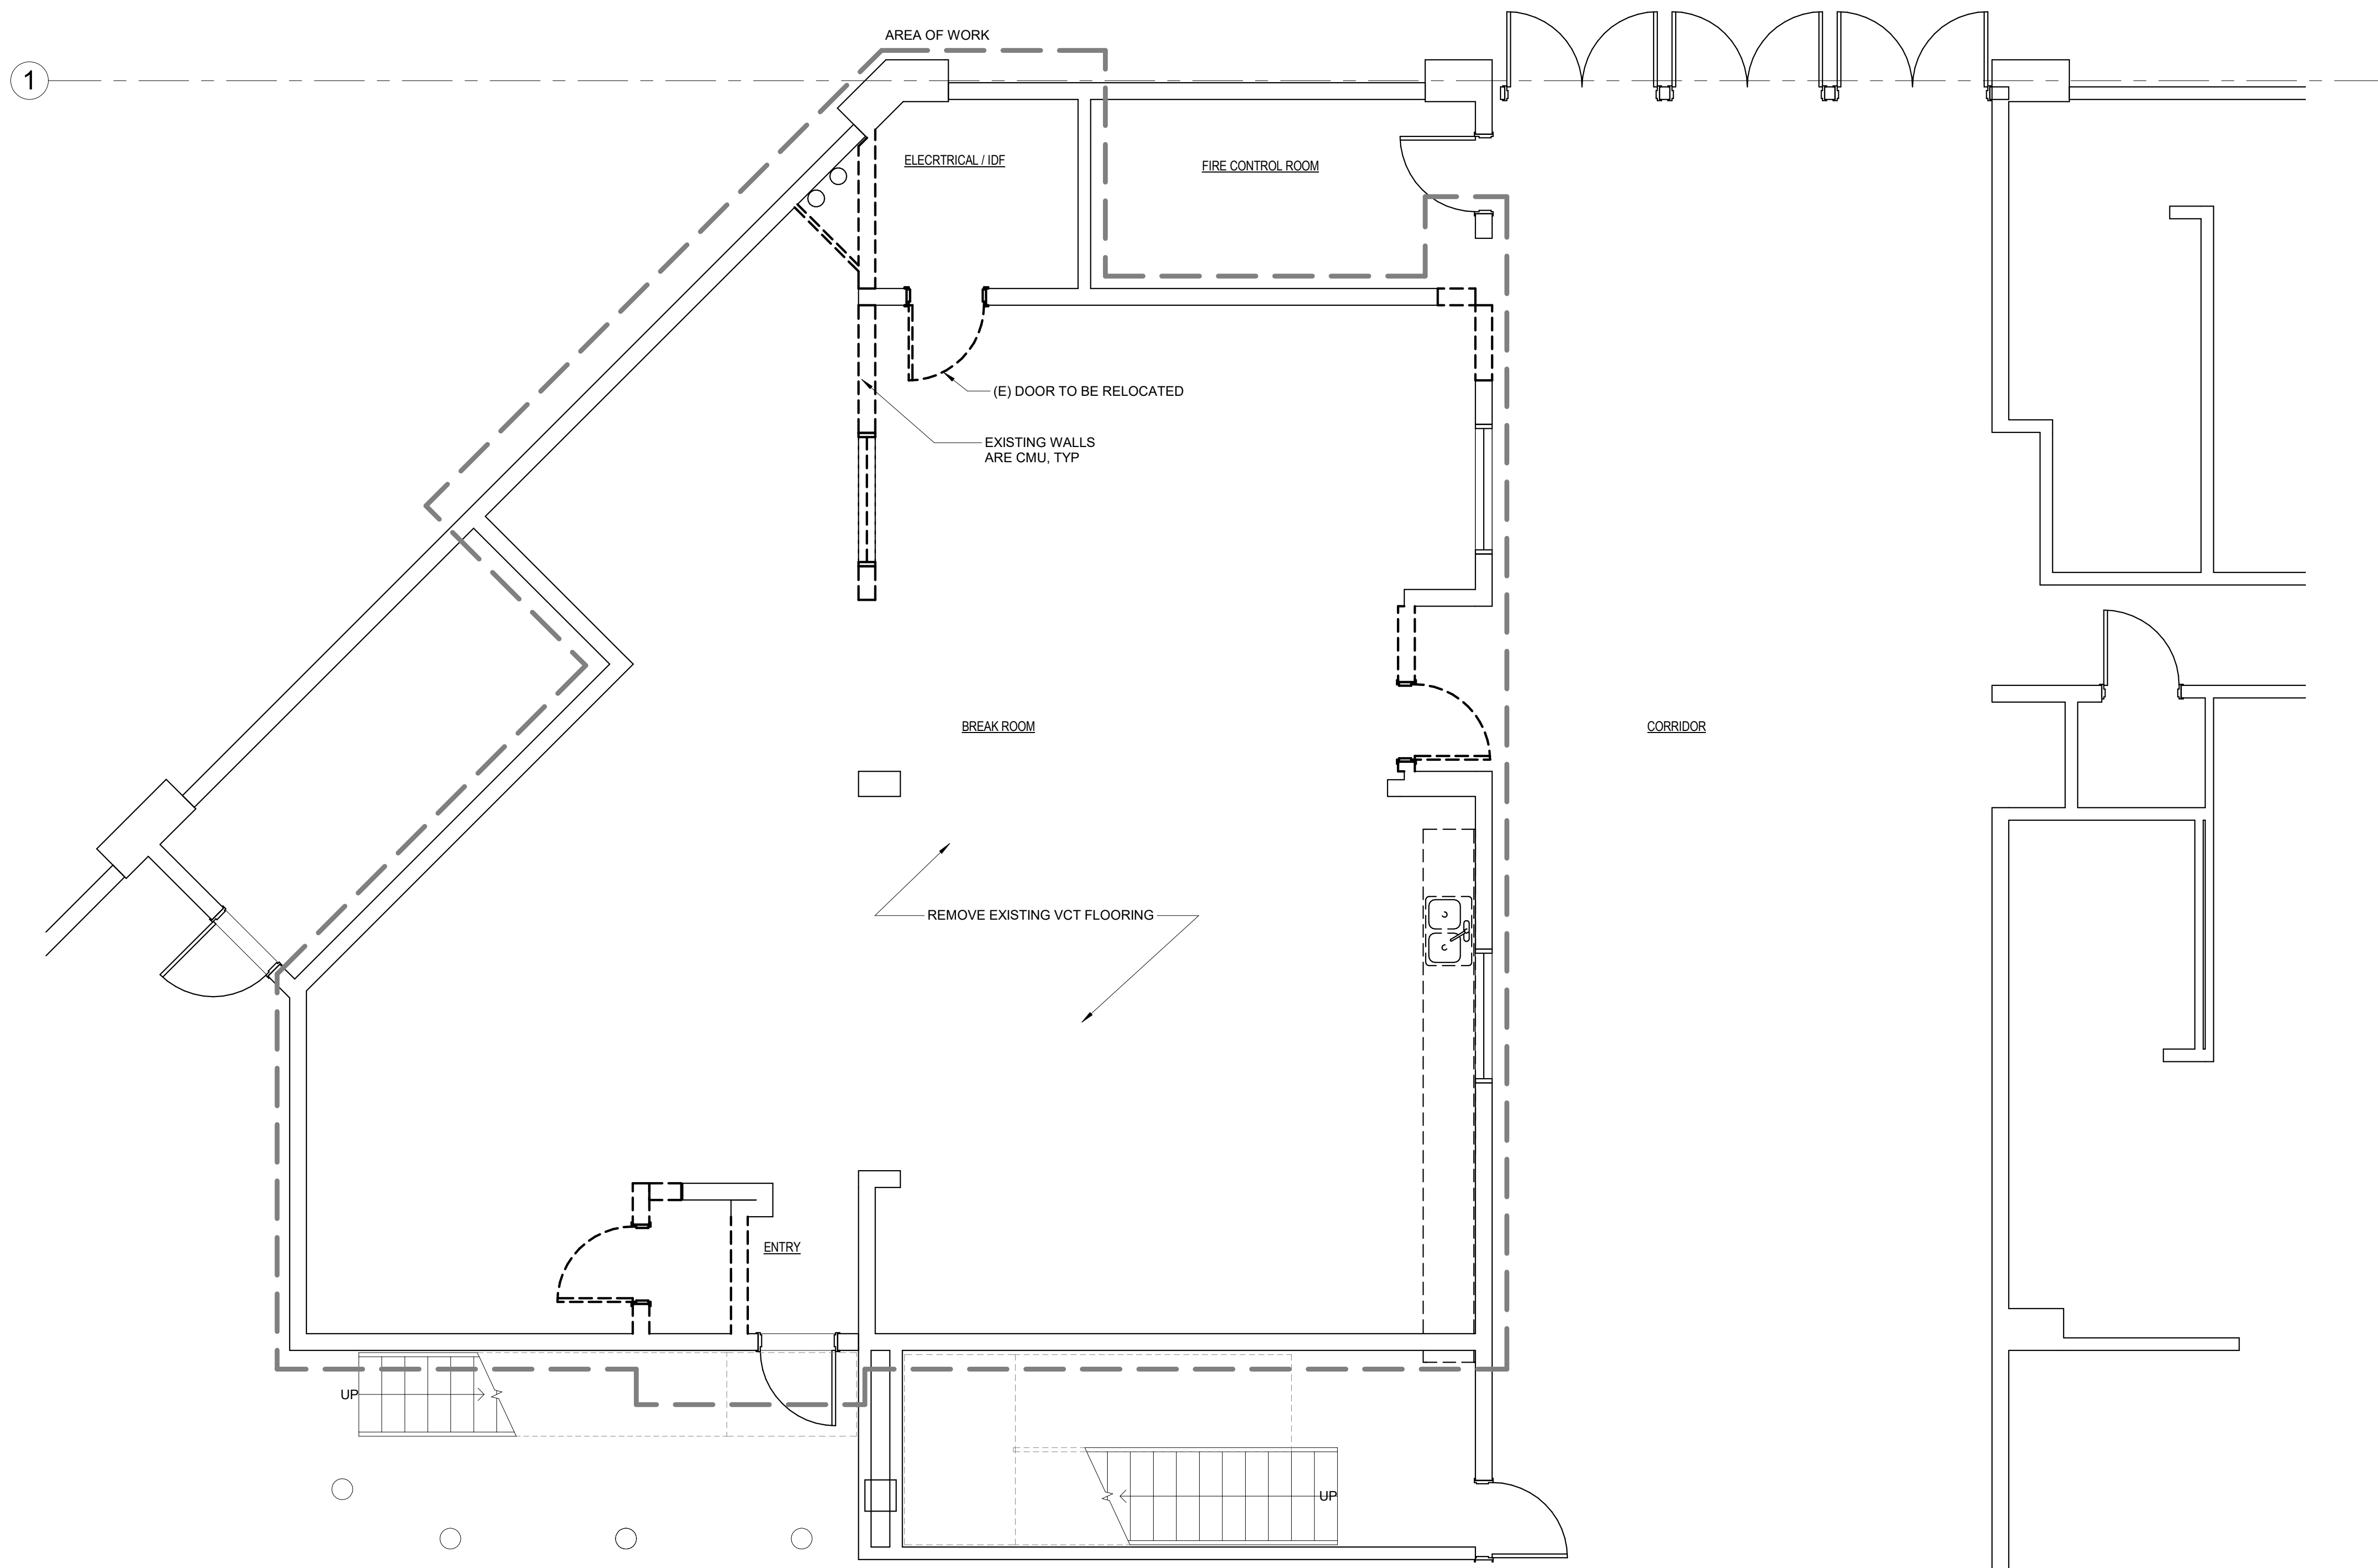 AREA OF WORK
1
ELECRTRICAL / IDF
FIRE CONTROL ROOM
(E) DOOR TO BE RELOCATED
EXISTING WALLS
ARE CMU, TYP
BREAK ROOM
CORRIDOR
REMOVE EXISTING VCT FLOORING
ENTRY
UP
UP